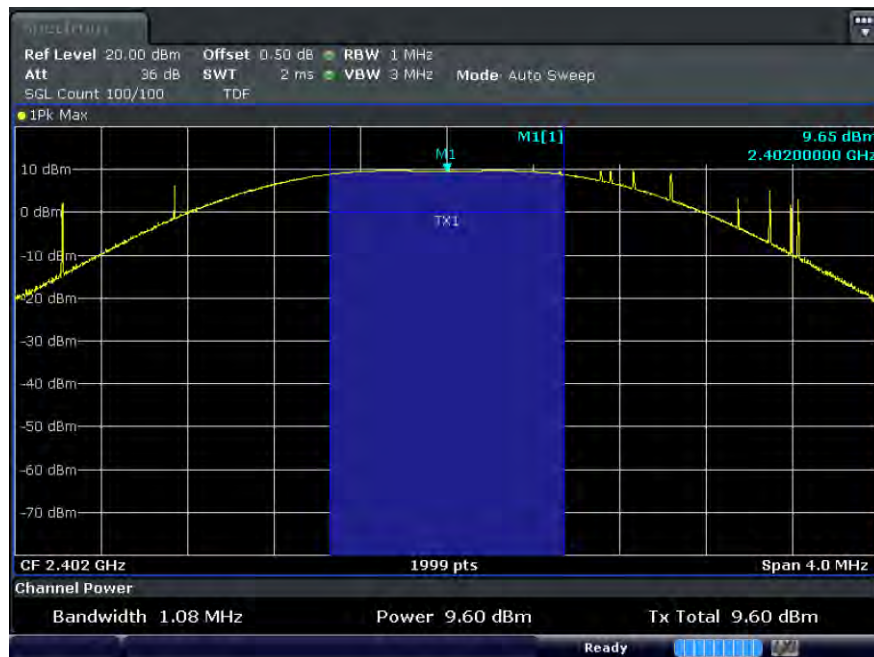 Spectrum
Ref Level 20.00 dBm Offset 0.50 dB RBW 1 MHz
Att 36 dB SWT 2 ms VBW 3 MHz Mode Auto Sweep
SGL Count 100/100 TDF
1Pk Max
M1[1] 9.65 dBm
2.40200000 GHz
M1
10 dBm
0 dBm
TX1
-10 dBm
-20 dBm
-30 dBm
-40 dBm
-50 dBm
-60 dBm
-70 dBm
CF 2.402 GHz 1999 pts Span 4.0 MHz
Channel Power
Bandwidth 1.08 MHz Power 9.60 dBm Tx Total 9.60 dBm
Ready